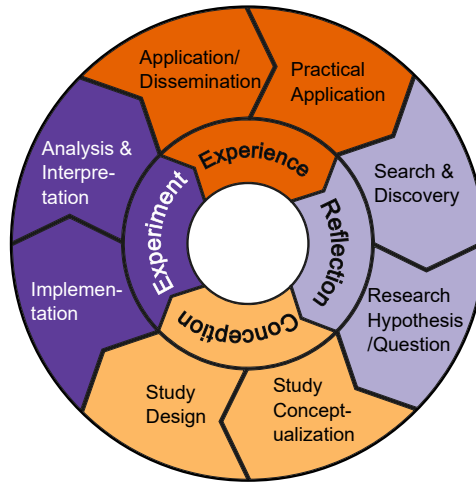 Application/
Dissemination
Practical
Application
Analysis &
Interpre-
tation
Experience
Search &
Discovery
Experiment
Reflection
Implemen-
tation
Research
Hypothesis
/Question
Conception
Study
Design
Study
Concept-
ualization